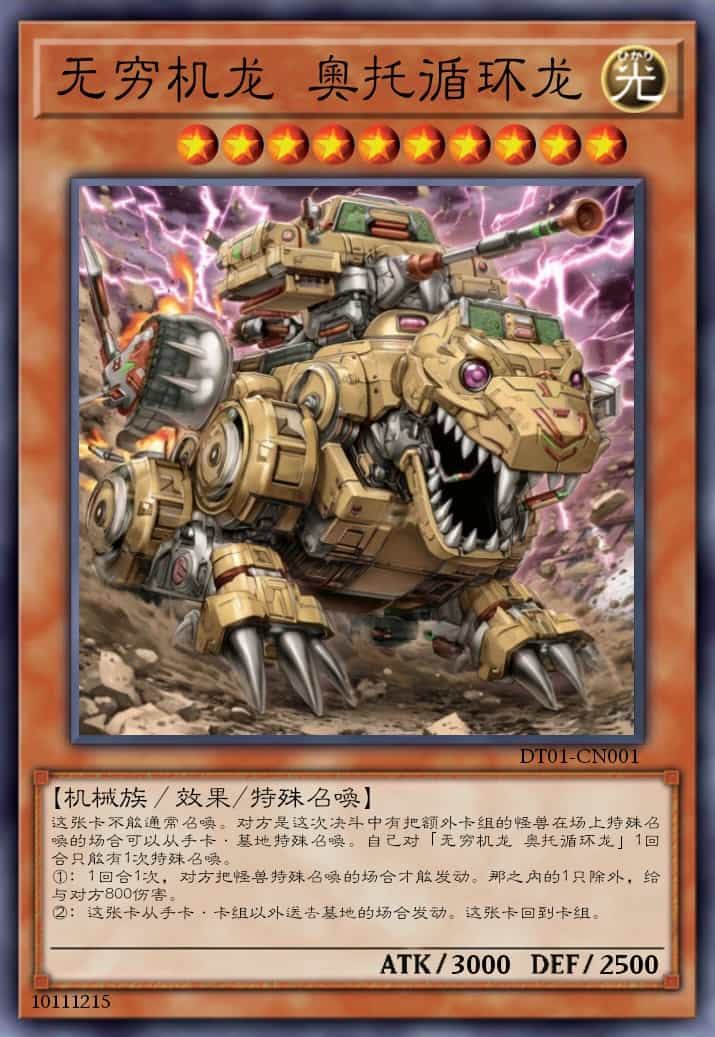 无穷机龙 奥托循环龙
ひかり
光
DT01-CN001
【机械族/效果/特殊召唤】
这张卡不能通常召唤。对方是这次决斗中有把额外卡组的怪兽在场上特殊召
唤的场合可以从手卡·墓地特殊召唤。自己对「无穷机龙 奥托循环龙」1回
合只能有1次特殊召唤。
①：1回合1次，对方把怪兽特殊召唤的场合才能发动。那之内的1只除外，给
与对方800伤害。
②：这张卡从手卡·卡组以外送去墓地的场合发动。这张卡回到卡组。
ATK/3000 DEF/2500
10111215